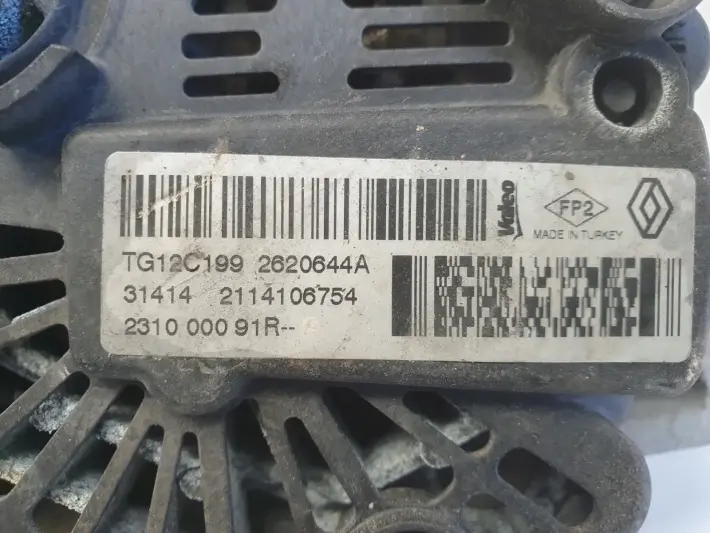 Valeo
FP2
MADE IN TURKEY
TG12C199 2620644A
31414 2114106754
2310 000 91R--